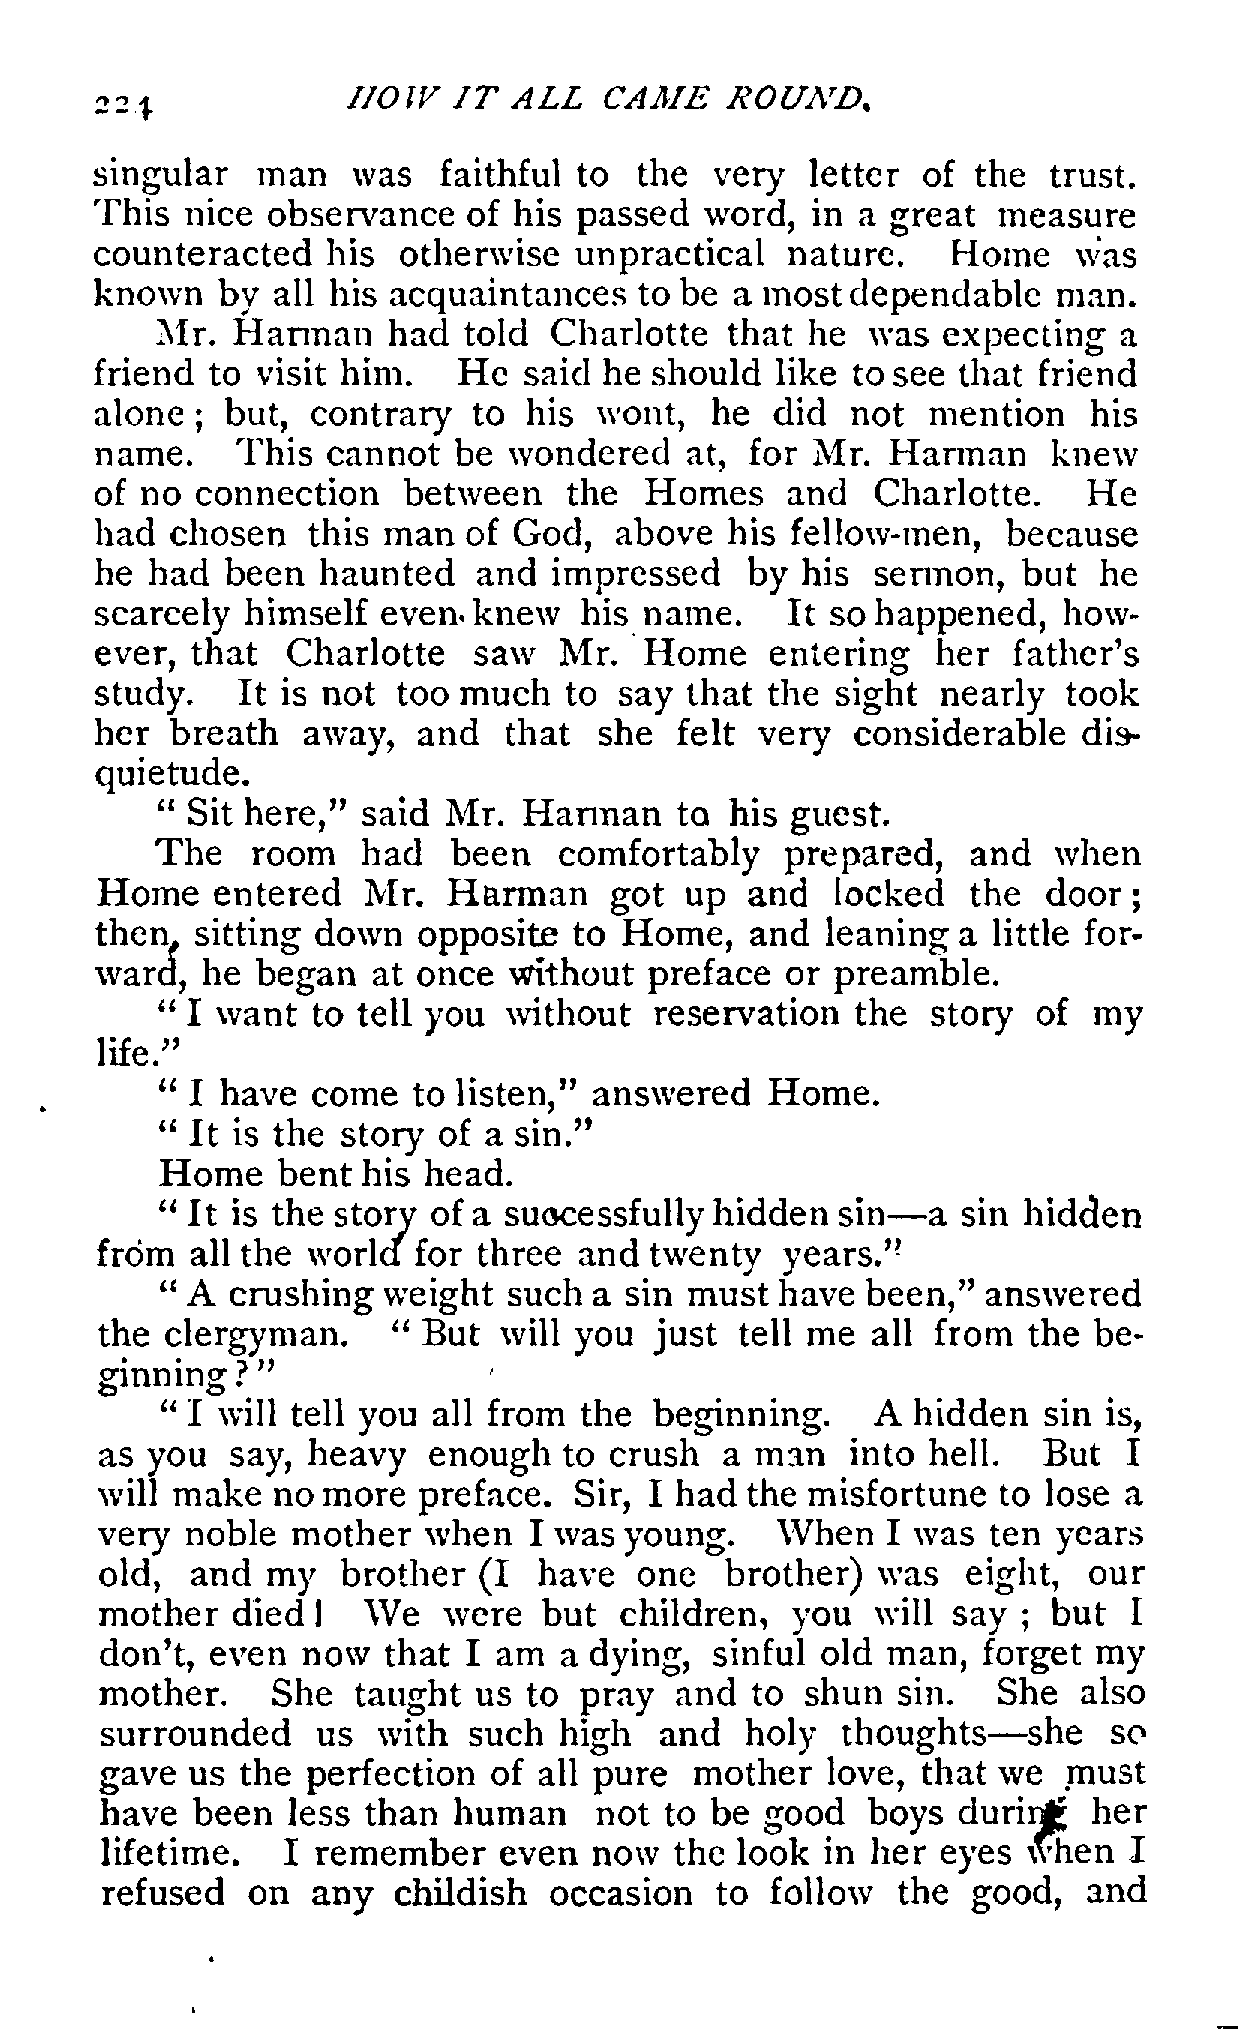 224 HOW IT ALL CAME ROUND.
singular man was faithful to the very letter of the trust.
This nice observance of his passed word, in a great measure
counteracted his otherwise unpractical nature. Home was
known by all his acquaintances to be a most dependable man.
Mr. Harman had told Charlotte that he was expecting a
friend to visit him. He said he should like to see that friend
alone; but, contrary to his wont, he did not mention his
name. This cannot be wondered at, for Mr. Harman knew
of no connection between the Homes and Charlotte. He
had chosen this man of God, above his fellow-men, because
he had been haunted and impressed by his sermon, but he
scarcely himself even knew his name. It so happened, how-
ever, that Charlotte saw Mr. Home entering her father's
study. It is not too much to say that the sight nearly took
her breath away, and that she felt very considerable dis-
quietude.
"Sit here," said Mr. Harman to his guest.
The room had been comfortably prepared, and when
Home entered Mr. Harman got up and locked the door;
then, sitting down opposite to Home, and leaning a little for-
ward, he began at once without preface or preamble.
"I want to tell you without reservation the story of my
life."
"I have come to listen," answered Home.
"It is the story of a sin."
Home bent his head.
"It is the story of a successfully hidden sin—a sin hidden
from all the world for three and twenty years."
"A crushing weight such a sin must have been," answered
the clergyman. "But will you just tell me all from the be-
ginning?"
"I will tell you all from the beginning. A hidden sin is,
as you say, heavy enough to crush a man into hell. But I
will make no more preface. Sir, I had the misfortune to lose a
very noble mother when I was young. When I was ten years
old, and my brother (I have one brother) was eight, our
mother died! We were but children, you will say; but I
don't, even now that I am a dying, sinful old man, forget my
mother. She taught us to pray and to shun sin. She also
surrounded us with such high and holy thoughts—she so
gave us the perfection of all pure mother love, that we must
have been less than human not to be good boys during her
lifetime. I remember even now the look in her eyes when I
refused on any childish occasion to follow the good, and